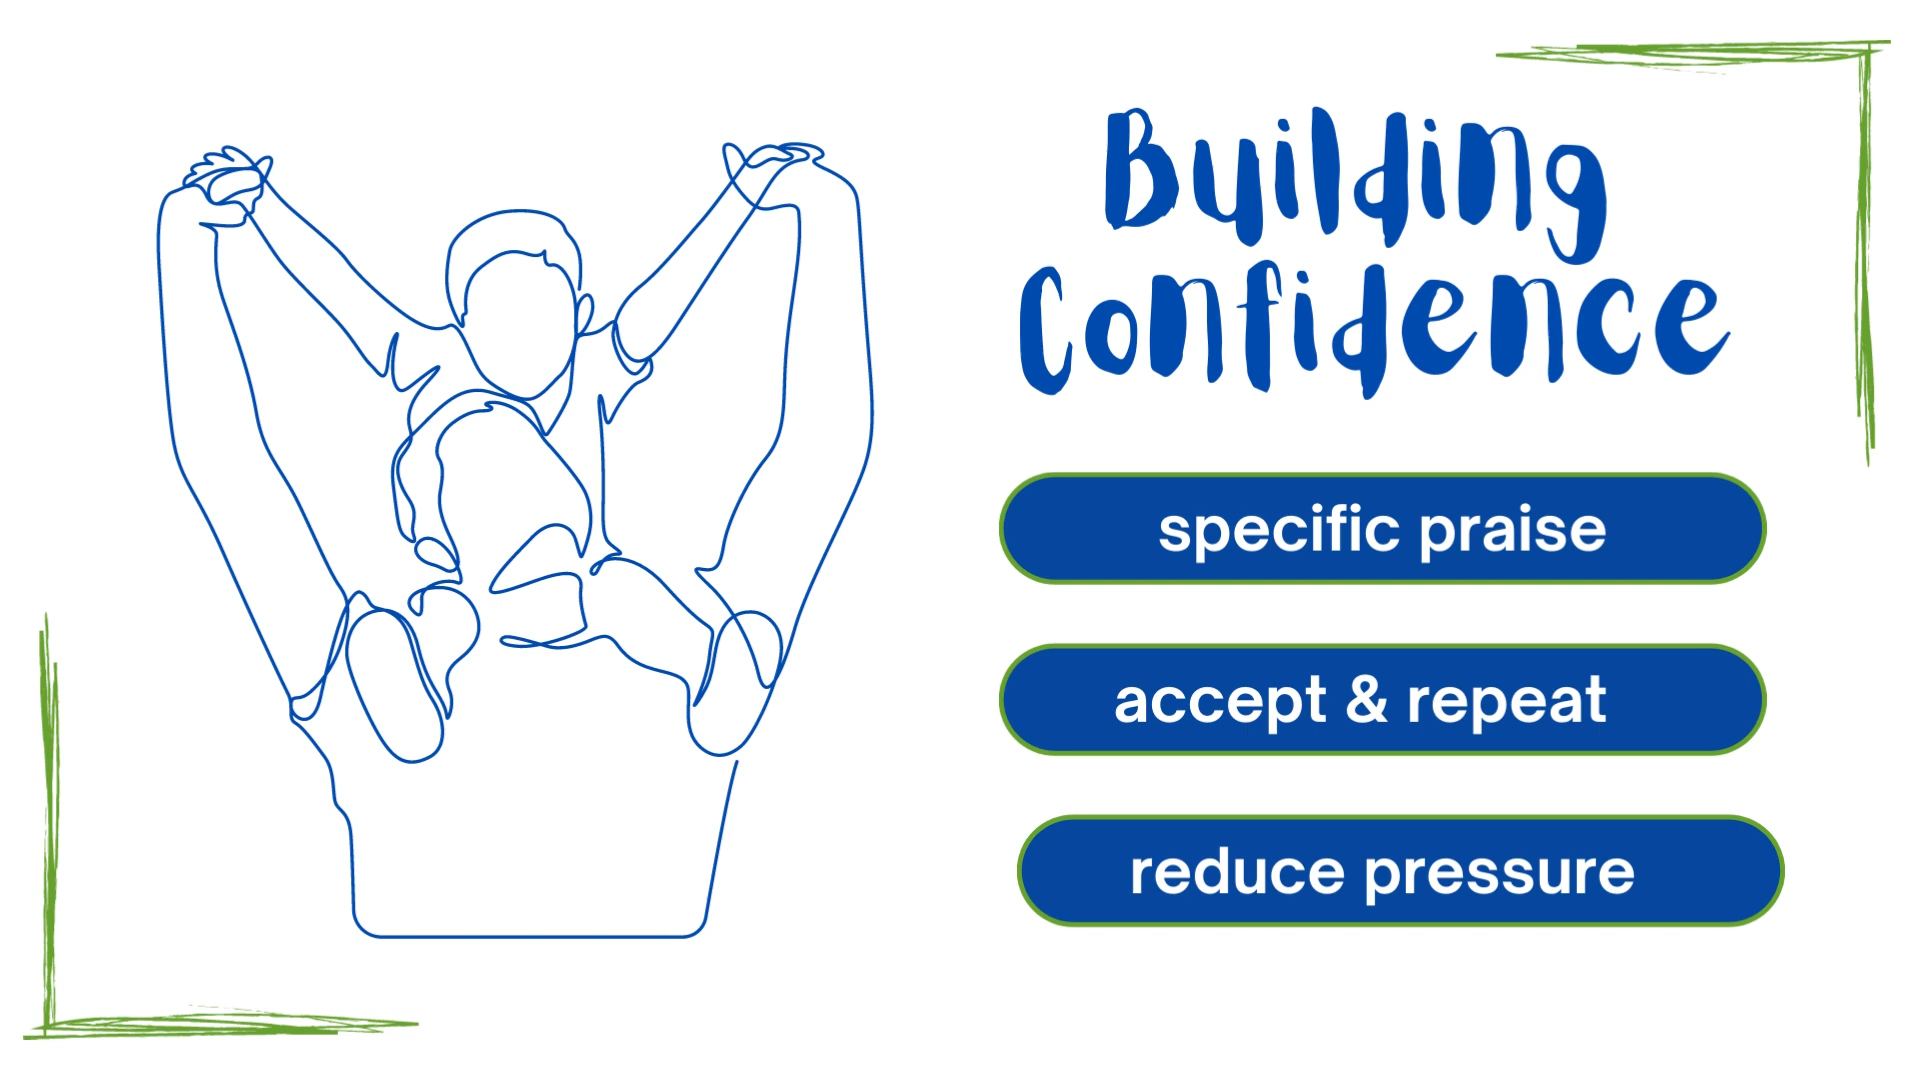 Building
Confidence
specific praise
accept & repeat
reduce pressure